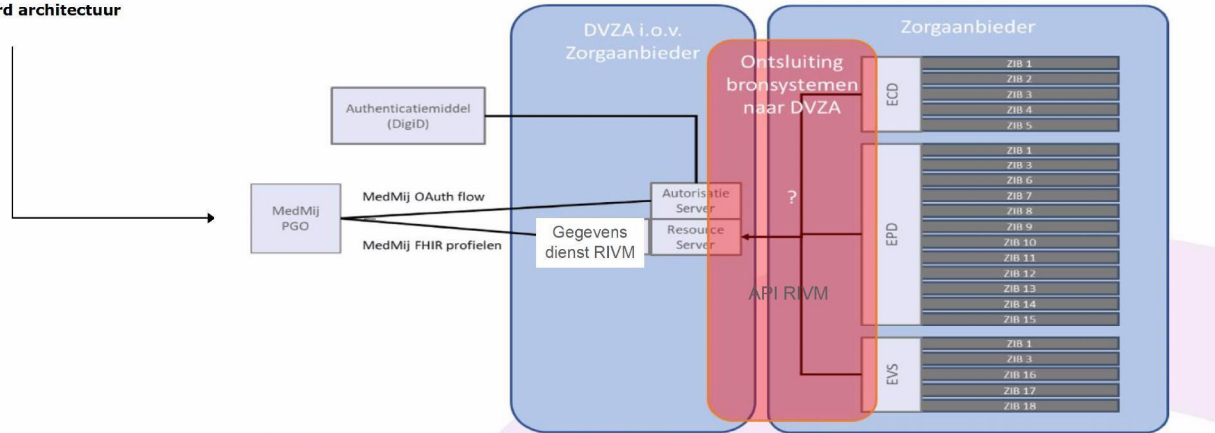 rd architectuur
DVZA i.o.v.
Zorgaanbieder
Zorgaanbieder
Ontsluiting
bronsystemen
naar DVZA
Authenticatiemiddel
(DigiD)
MedMij
PGO
MedMij OAuth flow
MedMij FHIR profielen
Gegevens
dienst RIVM
Autorisatie
Server
Resource
Server
?
API RIVM
ECD
ZIB 1
ZIB 2
ZIB 3
ZIB 4
ZIB 5
EPD
ZIB 1
ZIB 3
ZIB 6
ZIB 7
ZIB 8
ZIB 9
ZIB 10
ZIB 11
ZIB 12
ZIB 13
ZIB 14
ZIB 15
EVS
ZIB 1
ZIB 3
ZIB 16
ZIB 17
ZIB 18